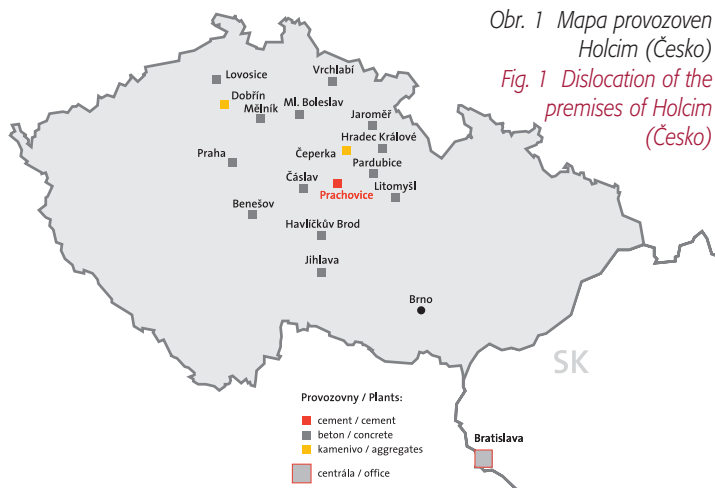 Obr. 1 Mapa provozoven
Holcim (Česko)
Fig. 1 Dislocation of the
premises of Holcim
(Česko)
Lovosice
Vrchlabí
Dobřín
Mělník
Ml. Boleslav
Jaroměř
Hradec Králové
Praha
Čeperka
Pardubice
Čáslav
Prachovice
Litomyšl
Benešov
Havlíčkův Brod
Jihlava
Brno
SK
Provozovny / Plants:
cement / cement
beton / concrete
kamenivo / aggregates
centrála / office
Bratislava